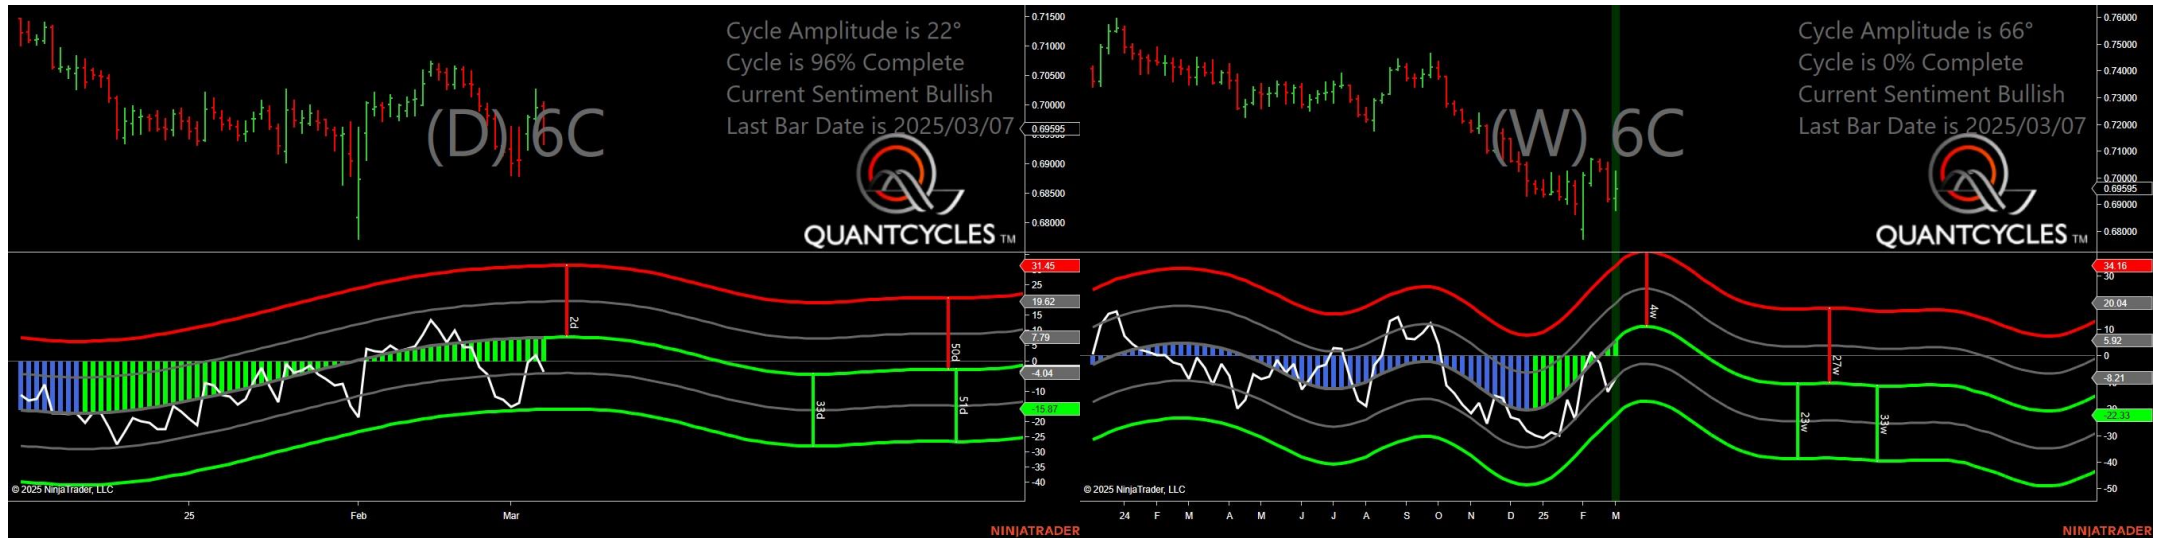 Cycle Amplitude is 22°
Cycle is 96% Complete
Current Sentiment Bullish
Last Bar Date is 2025/03/07
(D) 6C
QUANTCYCLES TM
0.71500
0.71000
0.70500
0.70000
0.69595
0.69000
0.68500
0.68000
31.45
25
19.62
15
10
7.79
5
0
-4.04
-10
-15.87
-20
-25
-30
-35
-40
2d
33d
50d
51d
© 2025 NinjaTrader, LLC
25
Feb
Mar
NINJATRADER
Cycle Amplitude is 66°
Cycle is 0% Complete
Current Sentiment Bullish
Last Bar Date is 2025/03/07
(W) 6C
QUANTCYCLES TM
0.76000
0.75000
0.74000
0.73000
0.72000
0.71000
0.70000
0.69595
0.69000
0.68000
34.16
30
20.04
10
5.92
0
-8.21
-22.33
-30
-40
-50
4w
27w
23w
33w
© 2025 NinjaTrader, LLC
24 F M A M J J A S O N D 25 F M
NINJATRADER